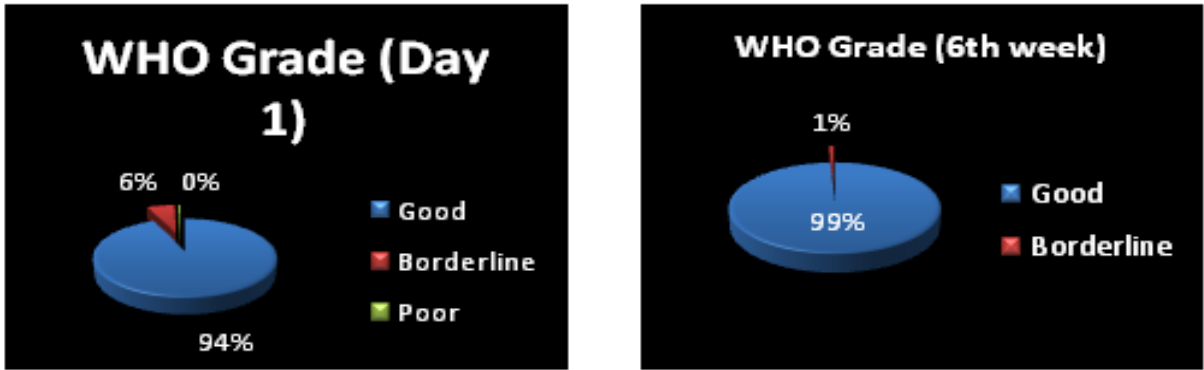 WHO Grade (Day
1)
6% 0%
Good
Borderline
Poor
94%
WHO Grade (6th week)
1%
99%
Good
Borderline